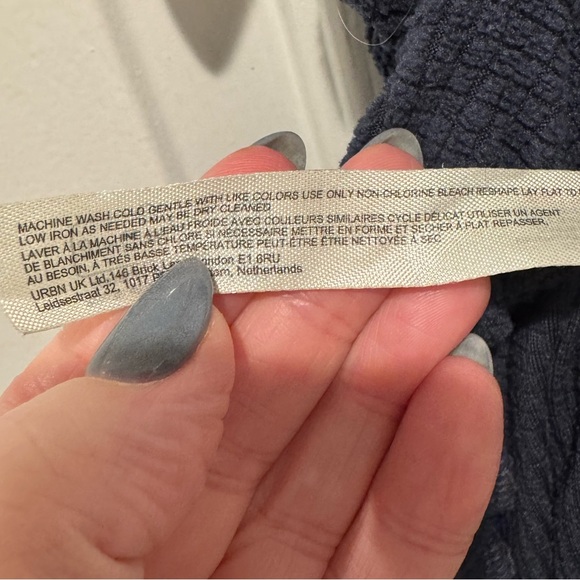 MACHINE WASH COLD GENTLE WITH LIKE COLORS USE ONLY NON-CHLORINE BLEACH RESHAPE LAY FLAT TO
LOW IRON AS NEEDED MAY BE DRY CLEANED
LAVER À LA MACHINE À L'EAU FROIDE AVEC COULEURS SIMILAIRES CYCLE DÉLICAT UTILISER UN AGENT
DE BLANCHIMENT SANS CHLORE SI NÉCESSAIRE METTRE EN FORME ET SÉCHER À PLAT REPASSER,
AU BESOIN, À TRÈS BASSE TEMPÉRATURE PEUT-ÊTRE ÊTRE NETTOYÉE À SEC
URBN UK Ltd.146 Brick London E1 6RU
Leidsestraat 32, 1017 Netherlands